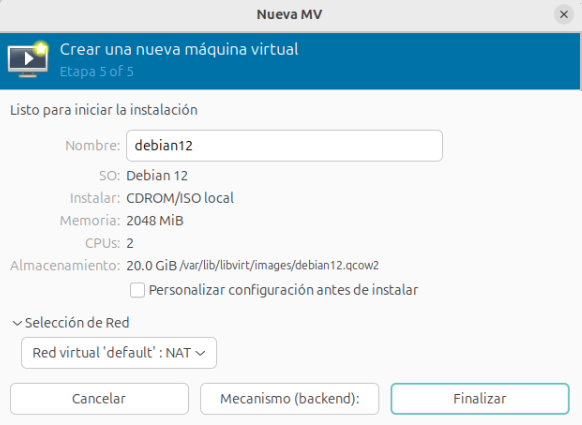 Nueva MV
Crear una nueva máquina virtual
Etapa 5 of 5
Listo para iniciar la instalación
Nombre: debian12
SO: Debian 12
Instalar: CDROM/ISO local
Memoria: 2048 MiB
CPUs: 2
Almacenamiento: 20.0 GiB /var/lib/libvirt/images/debian12.qcow2
Personalizar configuración antes de instalar
Selección de Red
Red virtual 'default' : NAT
Cancelar Mecanismo (backend): Finalizar